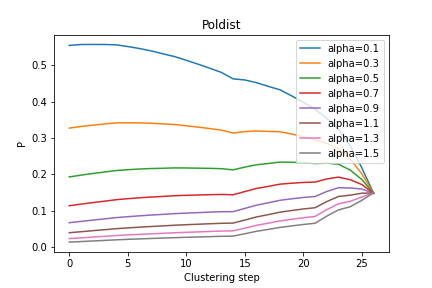 Poldist
alpha=0.1
alpha=0.3
alpha=0.5
alpha=0.7
alpha=0.9
alpha=1.1
alpha=1.3
alpha=1.5
P
0.5
0.4
0.3
0.2
0.1
0.0
0 5 10 15 20 25
Clustering step